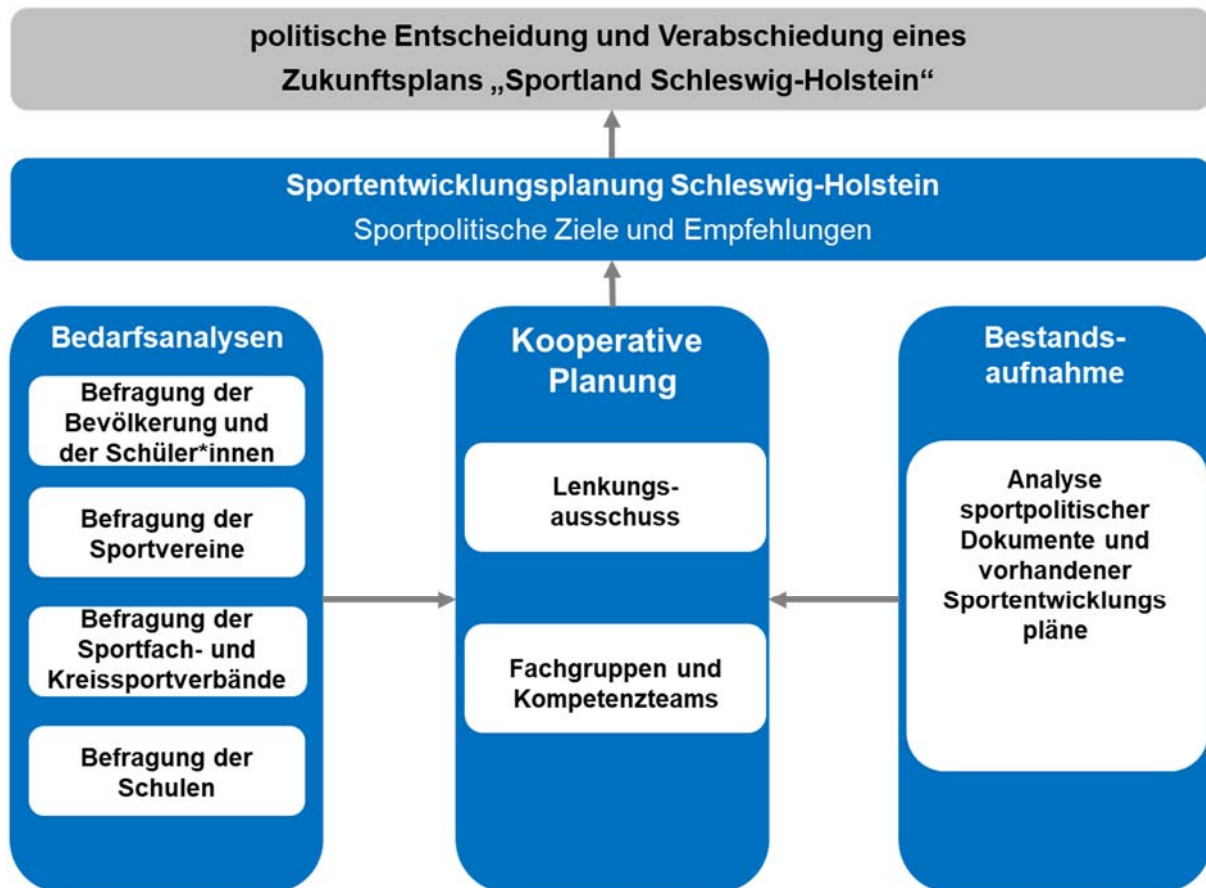 politische Entscheidung und Verabschiedung eines
Zukunftsplans „Sportland Schleswig-Holstein“
Sportentwicklungsplanung Schleswig-Holstein
Sportpolitische Ziele und Empfehlungen
Bedarfsanalysen
Befragung der
Bevölkerung und
der Schüler*innen
Befragung der
Sportvereine
Befragung der
Sportfach- und
Kreissportverbände
Befragung der
Schulen
Kooperative
Planung
Lenkungs-
ausschuss
Fachgruppen und
Kompetenzteams
Bestands-
aufnahme
Analyse
sportpolitischer
Dokumente und
vorhandener
Sportentwicklungs
pläne